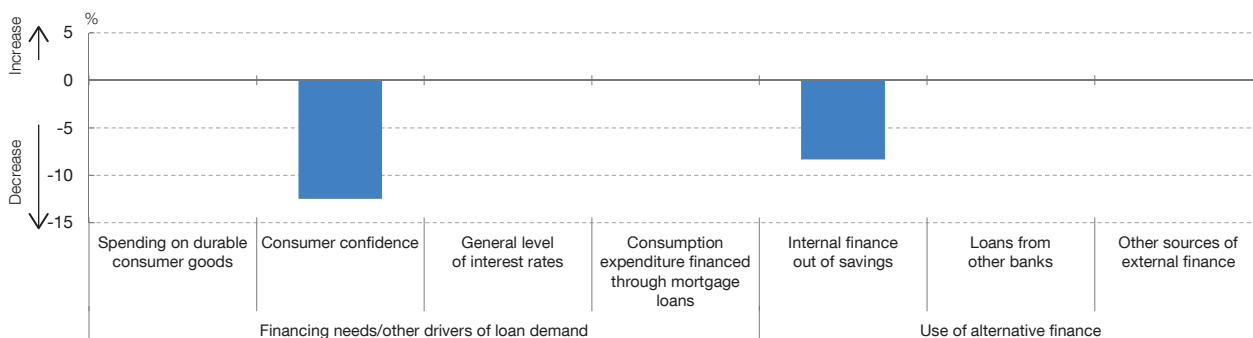 %
Increase
Decrease
5
0
-5
-10
-15
Spending on durable
consumer goods
Consumer confidence
General level
of interest rates
Consumption
expenditure financed
through mortgage
loans
Internal finance
out of savings
Loans from
other banks
Other sources of
external finance
Financing needs/other drivers of loan demand
Use of alternative finance